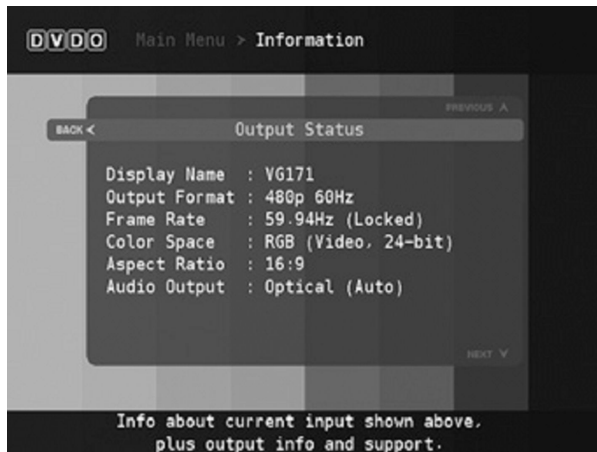 DVDO Main Menu > Information
PREVIOUS
BACK < Output Status
Display Name : VG171
Output Format : 480p 60Hz
Frame Rate : 59.94Hz (Locked)
Color Space : RGB (Video, 24-bit)
Aspect Ratio : 16:9
Audio Output : Optical (Auto)
NEXT
Info about current input shown above,
plus output info and support.